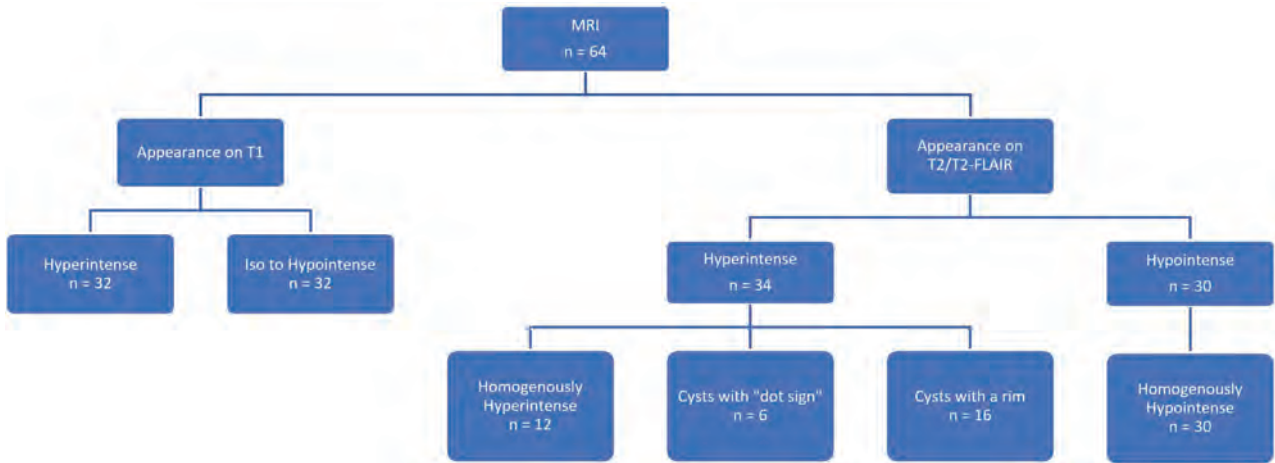 MRI
n = 64
Appearance on T1
Appearance on
T2/T2-FLAIR
Hyperintense
n = 32
Iso to Hypointense
n = 32
Hyperintense
n = 34
Hypointense
n = 30
Homogenously
Hyperintense
n = 12
Cysts with "dot sign"
n = 6
Cysts with a rim
n = 16
Homogenously
Hypointense
n = 30